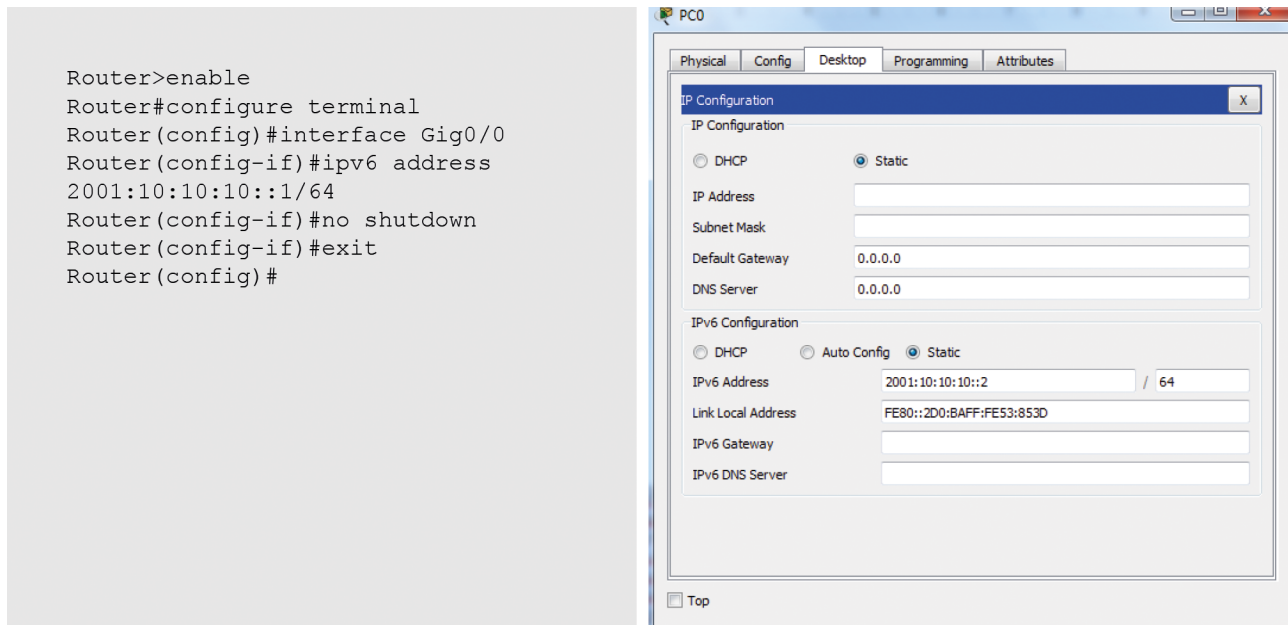 Router>enable
Router#configure terminal
Router(config)#interface Gig0/0
Router(config-if)#ipv6 address
2001:10:10:10::1/64
Router(config-if)#no shutdown
Router(config-if)#exit
Router(config)#
PC0
Physical Config Desktop Programming Attributes
IP Configuration X
IP Configuration
DHCP Static
IP Address
Subnet Mask
Default Gateway 0.0.0.0
DNS Server 0.0.0.0
IPv6 Configuration
DHCP Auto Config Static
IPv6 Address 2001:10:10:10::2 / 64
Link Local Address FE80::2D0:BAFF:FE53:853D
IPv6 Gateway
IPv6 DNS Server
Top